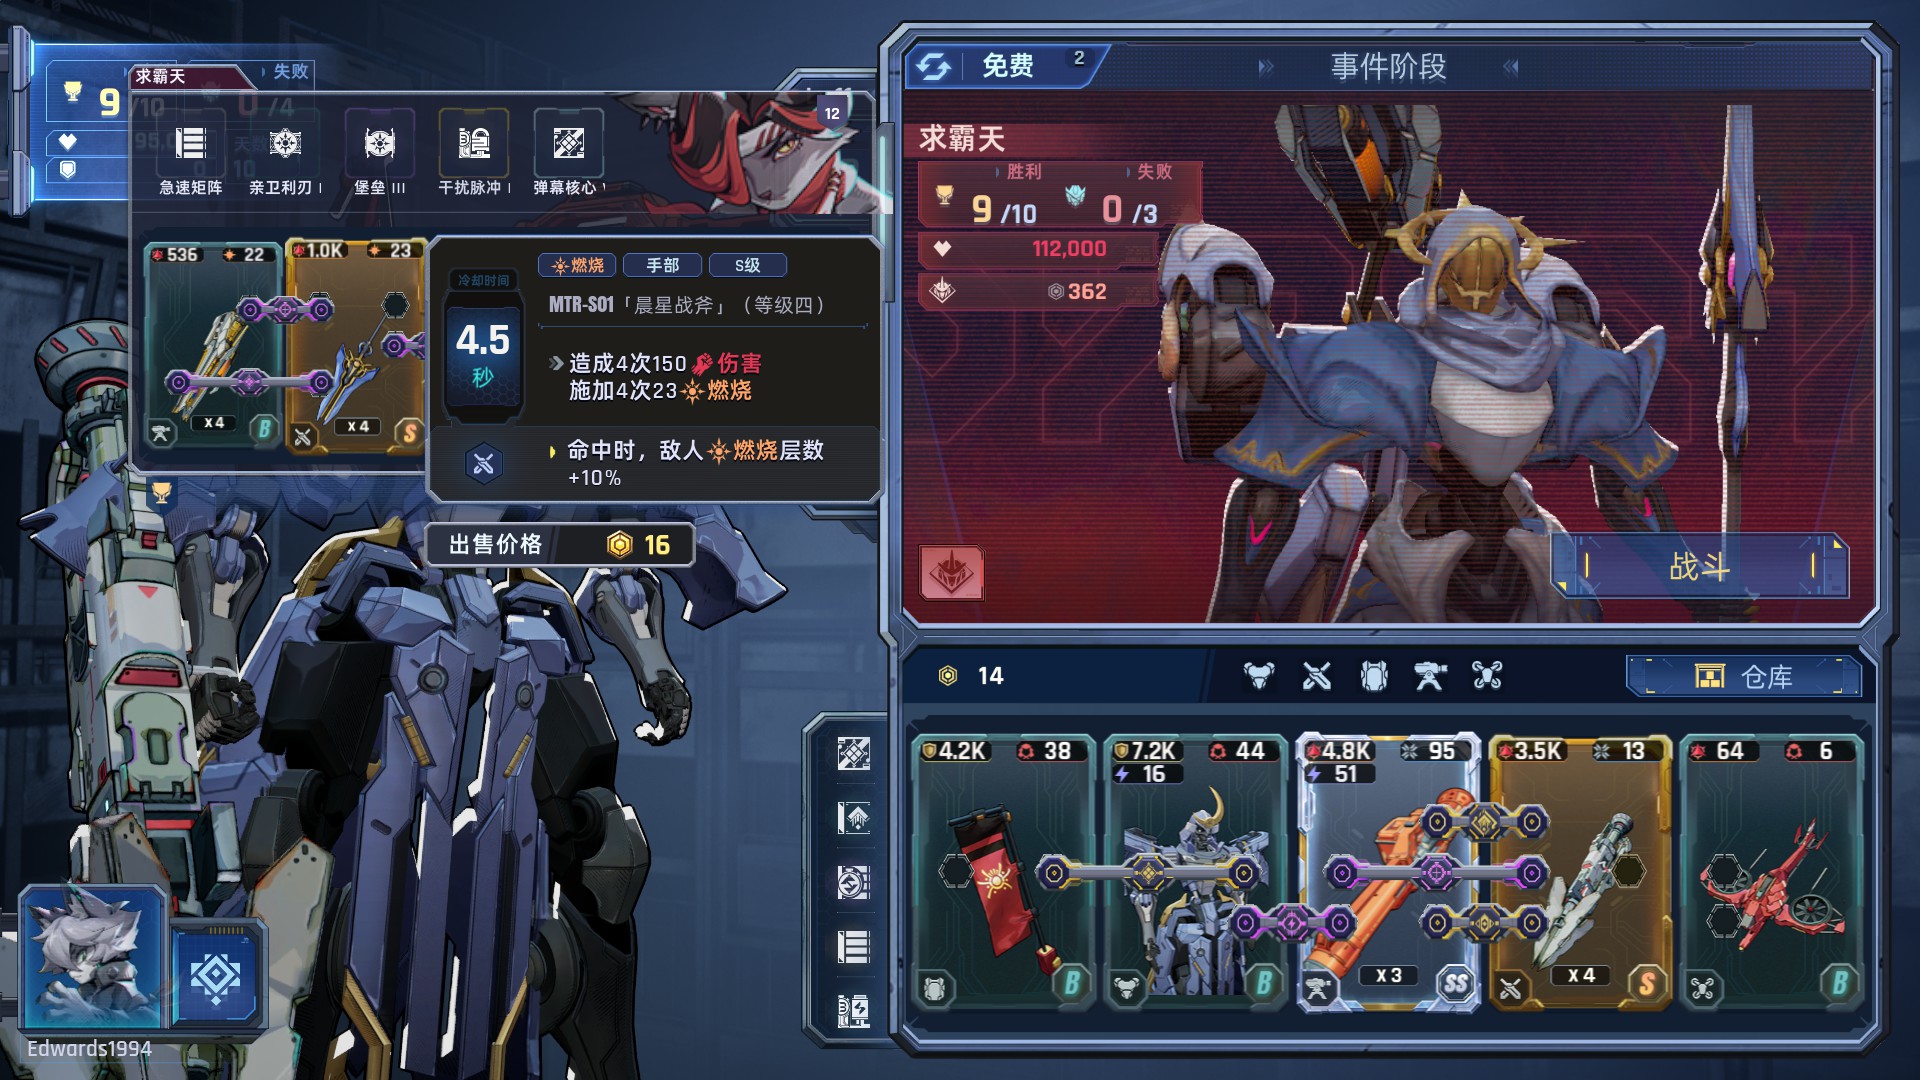 求霸天
失败
9 /10
0 /4
12
急速矩阵
亲卫利刃 I
堡垒 III
干扰脉冲 I
弹幕核心
536 22
x4 B
1.0K 23
x4 S
冷却时间
4.5
秒
燃烧 手部 S级
MTR-S01「晨星战斧」（等级四）
造成4次150伤害
施加4次23燃烧
命中时，敌人燃烧层数
+10%
出售价格 16
免费 2
事件阶段
求霸天
胜利 失败
9 /10 0 /3
112,000
362
战斗
14
仓库
4.2K 38
B
7.2K 44
16
B
4.8K 95
51
x3 SS
3.5K 13
x4 S
64 6
B
Edwards1994